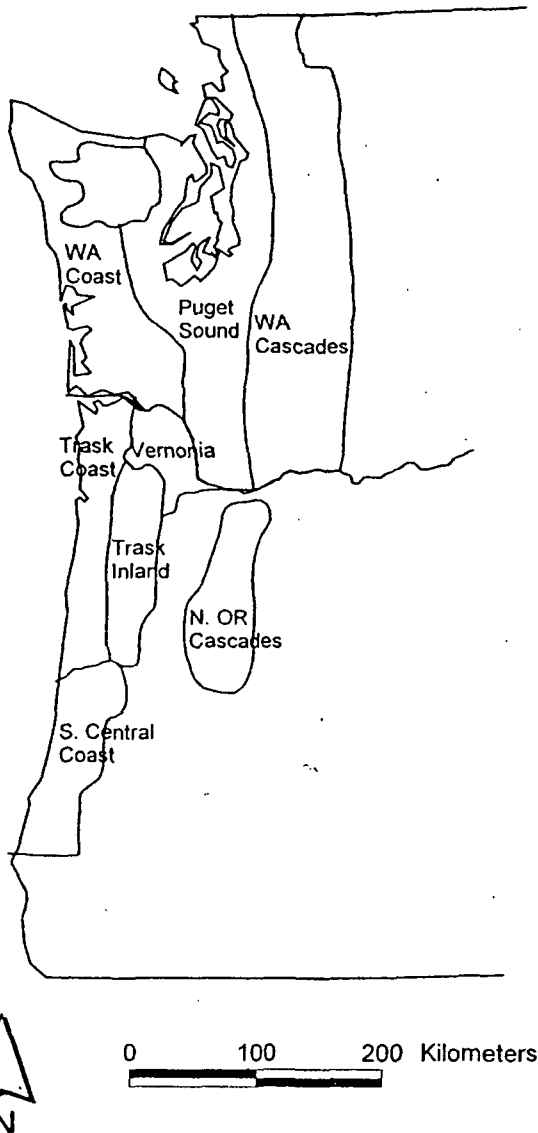 WA
Coast
Puget
Sound
WA
Cascades
Trask
Coast
Vernonia
Trask
Inland
N. OR
Cascades
S. Central
Coast
0 100 200 Kilometers
N